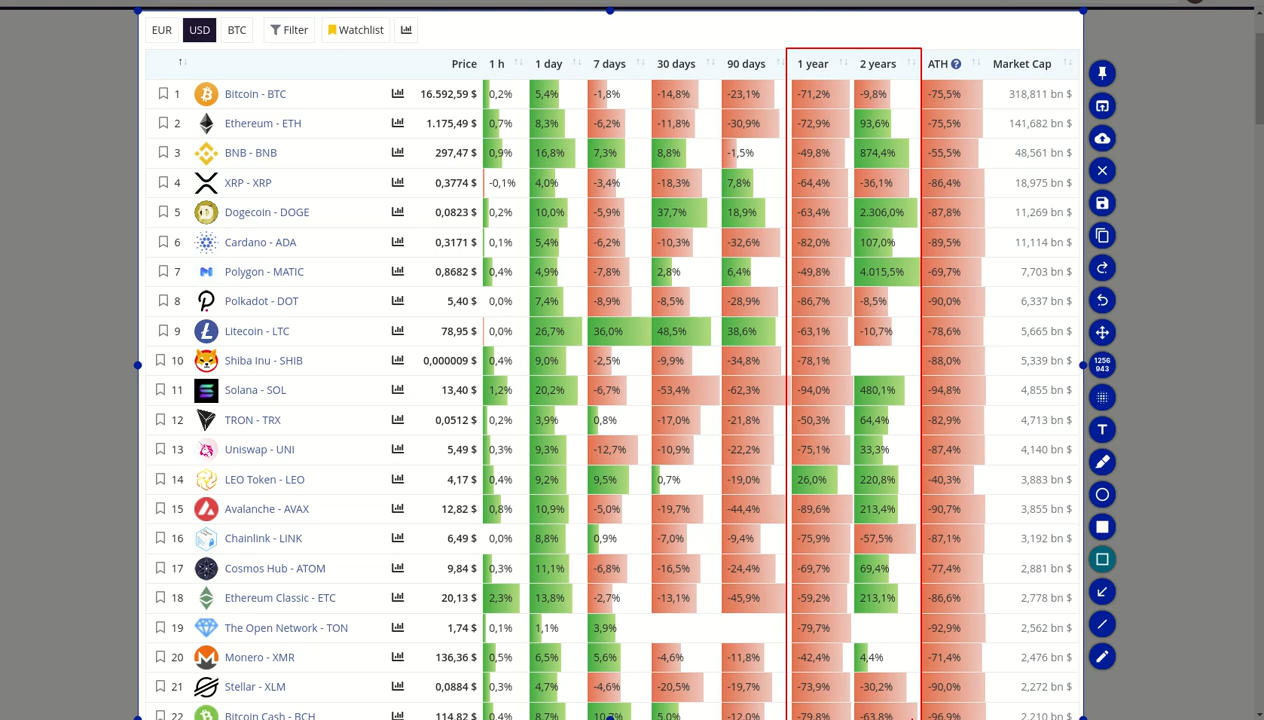 EUR USD BTC Filter Watchlist
Price 1 h 1 day 7 days 30 days 90 days 1 year 2 years ATH ? Market Cap
1 Bitcoin - BTC 16.592,59 $ 0,2% 5,4% -1,8% -14,8% -23,1% -71,2% -9,8% -75,5% 318,811 bn $
2 Ethereum - ETH 1.175,49 $ 0,7% 8,3% -6,2% -11,8% -30,9% -72,9% 93,6% -75,5% 141,682 bn $
3 BNB - BNB 297,47 $ 0,9% 16,8% 7,3% 8,8% -1,5% -49,8% 874,4% -55,5% 48,561 bn $
4 XRP - XRP 0,3774 $ -0,1% 4,0% -3,4% -18,3% 7,8% -64,4% -36,1% -86,4% 18,975 bn $
5 Dogecoin - DOGE 0,0823 $ 0,2% 10,0% -5,9% 37,7% 18,9% -63,4% 2.306,0% -87,8% 11,269 bn $
6 Cardano - ADA 0,3171 $ 0,1% 5,4% -6,2% -10,3% -32,6% -82,0% 107,0% -89,5% 11,114 bn $
7 Polygon - MATIC 0,8682 $ 0,4% 4,9% -7,8% 2,8% 6,4% -49,8% 4.015,5% -69,7% 7,703 bn $
8 Polkadot - DOT 5,40 $ 0,0% 7,4% -8,9% -8,5% -28,9% -86,7% -8,5% -90,0% 6,337 bn $
9 Litecoin - LTC 78,95 $ 0,0% 26,7% 36,0% 48,5% 38,6% -63,1% -10,7% -78,6% 5,665 bn $
1256
943
10 Shiba Inu - SHIB 0,000009 $ 0,4% 9,0% -2,5% -9,9% -34,8% -78,1% -88,0% 5,339 bn $
11 Solana - SOL 13,40 $ 1,2% 20,2% -6,7% -53,4% -62,3% -94,0% 480,1% -94,8% 4,855 bn $
12 TRON - TRX 0,0512 $ 0,2% 3,9% 0,8% -17,0% -21,8% -50,3% 64,4% -82,9% 4,713 bn $
T
13 Uniswap - UNI 5,49 $ 0,3% 9,3% -12,7% -10,9% -22,2% -75,1% 33,3% -87,4% 4,140 bn $
14 LEO Token - LEO 4,17 $ 0,4% 9,2% 9,5% 0,7% -19,0% 26,0% 220,8% -40,3% 3,883 bn $
15 Avalanche - AVAX 12,82 $ 0,8% 10,9% -5,0% -19,7% -44,4% -89,6% 213,4% -90,7% 3,855 bn $
16 Chainlink - LINK 6,49 $ 0,0% 8,8% 0,9% -7,0% -9,4% -75,9% -57,5% -87,1% 3,192 bn $
17 Cosmos Hub - ATOM 9,84 $ 0,3% 11,1% -6,8% -16,5% -24,4% -69,7% 69,4% -77,4% 2,881 bn $
18 Ethereum Classic - ETC 20,13 $ 2,3% 13,8% -2,7% -13,1% -45,9% -59,2% 213,1% -86,6% 2,778 bn $
19 The Open Network - TON 1,74 $ 0,1% 1,1% 3,9% -79,7% -92,9% 2,562 bn $
20 Monero - XMR 136,36 $ 0,5% 6,5% 5,6% -4,6% -11,8% -42,4% 4,4% -71,4% 2,476 bn $
21 Stellar - XLM 0,0884 $ 0,3% 4,7% -4,6% -20,5% -19,7% -73,9% -30,2% -90,0% 2,272 bn $
22 Bitcoin Cash - BCH 114,82 $ 0,4% 8,7% 5,0% -12,0% -79,8% -63,8% -96,9% 2,210 bn $